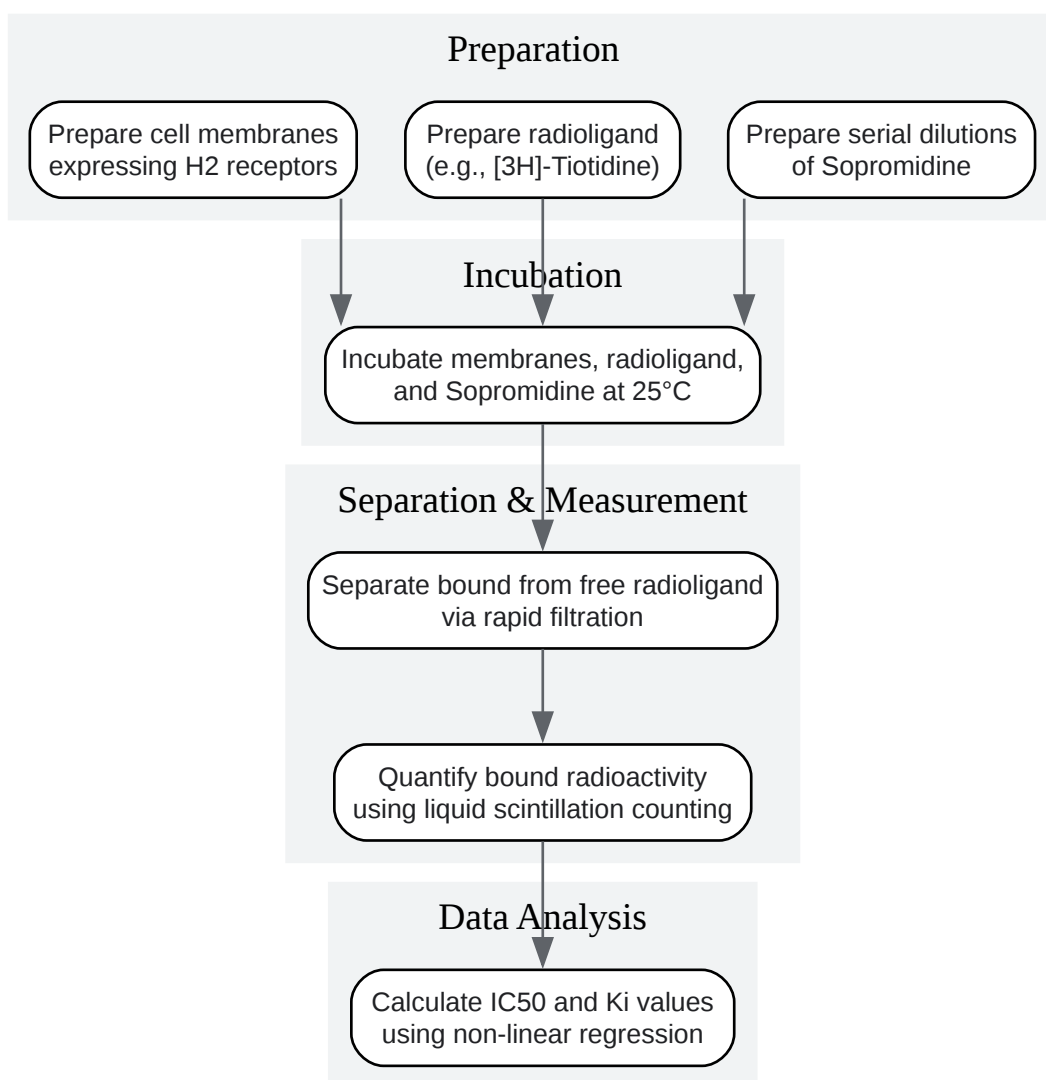 Preparation
Prepare cell membranes
expressing H2 receptors
Prepare radioligand
(e.g., [3H]-Tiotidine)
Prepare serial dilutions
of Sopromidine
Incubation
Incubate membranes, radioligand,
and Sopromidine at 25°C
Separation & Measurement
Separate bound from free radioligand
via rapid filtration
Quantify bound radioactivity
using liquid scintillation counting
Data Analysis
Calculate IC50 and Ki values
using non-linear regression